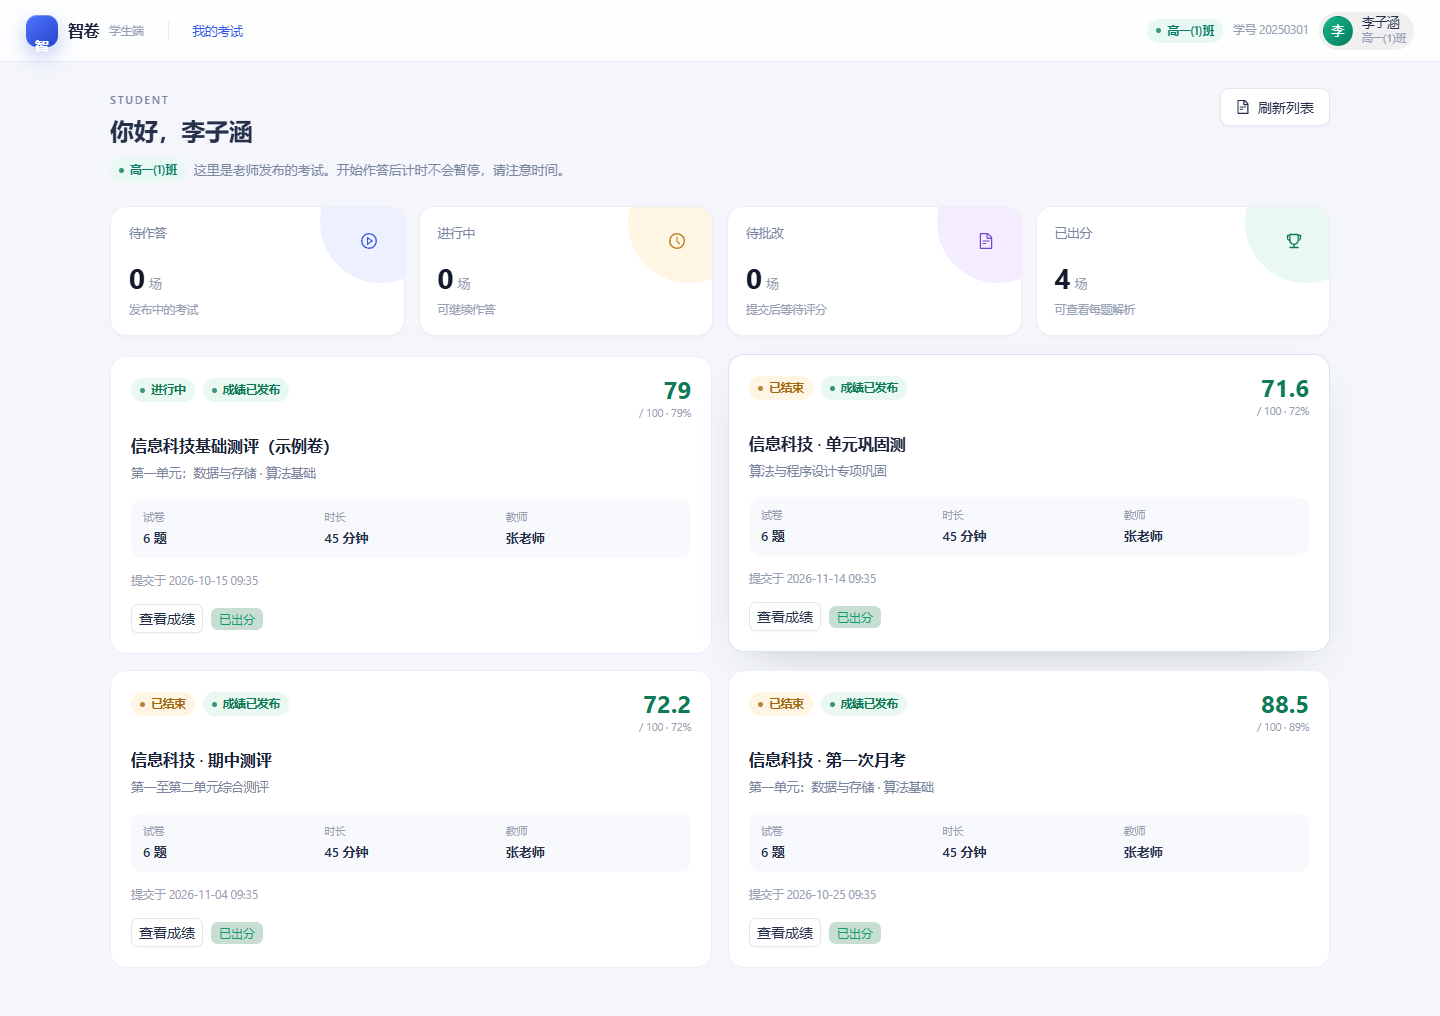 智 智卷 学生端 我的考试 高一(1)班 学号 20250301 李 李子涵
高一(1)班
STUDENT
你好，李子涵
刷新列表
高一(1)班 这里是老师发布的考试。开始作答后计时不会暂停，请注意时间。
待作答
0 场
发布中的考试
进行中
0 场
可继续作答
待批改
0 场
提交后等待评分
已出分
4 场
可查看每题解析
进行中 成绩已发布 79
/ 100 · 79%
信息科技基础测评（示例卷）
第一单元：数据与存储 · 算法基础
试卷 时长 教师
6 题 45 分钟 张老师
提交于 2026-10-15 09:35
查看成绩 已出分
已结束 成绩已发布 71.6
/ 100 · 72%
信息科技 · 单元巩固测
算法与程序设计专项巩固
试卷 时长 教师
6 题 45 分钟 张老师
提交于 2026-11-14 09:35
查看成绩 已出分
已结束 成绩已发布 72.2
/ 100 · 72%
信息科技 · 期中测评
第一至第二单元综合测评
试卷 时长 教师
6 题 45 分钟 张老师
提交于 2026-11-04 09:35
查看成绩 已出分
已结束 成绩已发布 88.5
/ 100 · 89%
信息科技 · 第一次月考
第一单元：数据与存储 · 算法基础
试卷 时长 教师
6 题 45 分钟 张老师
提交于 2026-10-25 09:35
查看成绩 已出分